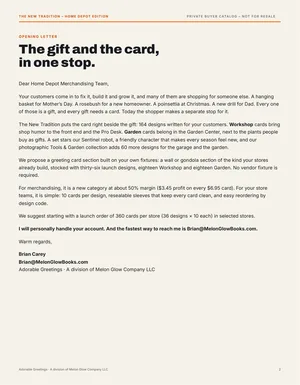 THE NEW TRADITION · HOME DEPOT EDITION
PRIVATE BUYER CATALOG · NOT FOR RESALE
OPENING LETTER
The gift and the card,
in one stop.
Dear Home Depot Merchandising Team,
Your customers come in to fix it, build it and grow it, and many of them are shopping for someone else. A hanging
basket for Mother's Day. A rosebush for a new homeowner. A poinsettia at Christmas. A new drill for Dad. Every one
of those is a gift, and every gift needs a card. Today the shopper makes a separate stop for it.
The New Tradition puts the card right beside the gift: 164 designs written for your customers. Workshop cards bring
shop humor to the front end and the Pro Desk. Garden cards belong in the Garden Center, next to the plants people
buy as gifts. A set stars our bot realist, a friendly character that makes every season feel new, and our
photographic Tools & Garden collection adds 60 more designs for the garage and the garden.
We propose a greeting card section built on your own fixtures: a wall or gondola section of the kind your stores
already build, stocked with thirty-six launch designs, eighteen Workshop and eighteen Garden. No vendor fixture is
required.
For merchandising, it is a new category at about 50% margin ($3.45 profit on every $6.95 card). For your store
teams, it is simple: 10 cards per design, resealable sleeves that keep every card clean, and easy reordering by
design code.
We suggest starting with a launch order of 360 cards per store (36 designs × 10 each) in selected stores.
I will personally handle your account. And the fastest way to reach me is Brian@MelonGlowBooks.com.
Warm regards,
Brian Carey
Brian@MelonGlowBooks.com
Adorable Greetings · A division of Melon Glow Company LLC
Adorable Greetings · A division of Melon Glow Company LLC
2